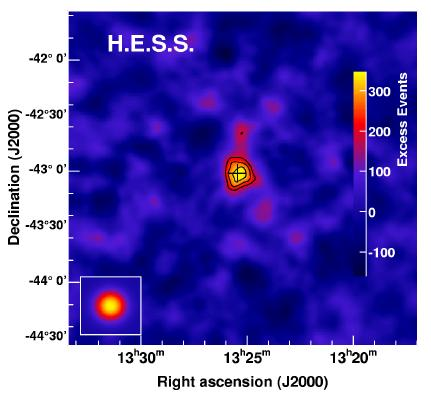 H.E.S.S.
-42° 0'
-42°30'
-43° 0'
-43°30'
-44° 0'
-44°30'
Declination (J2000)
300
200
100
0
-100
Excess Events
13ʰ30ᵐ
13ʰ25ᵐ
13ʰ20ᵐ
Right ascension (J2000)